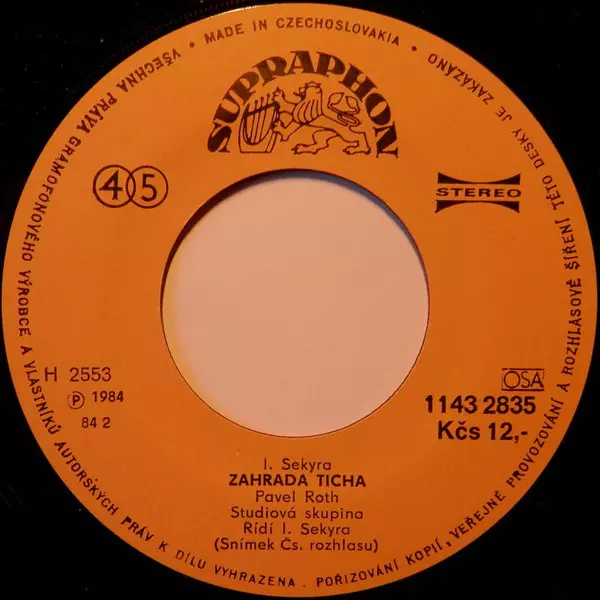 VŠECHNA PRÁVA GRAMOFONOVÉHO VÝROBCE A VLASTNÍKŮ AUTORSKÝCH PRÁV K DÍLU VYHRAZENA. POŘIZOVÁNÍ KOPIÍ, VEŘEJNÉ PROVOZOVÁNÍ A ROZHLASOVÉ ŠÍŘENÍ TÉTO DESKY JE ZAKÁZÁNO
• MADE IN CZECHOSLOVAKIA •
SUPRAPHON
45
STEREO
H 2553
Ⓟ 1984
84 2
OSA
1143 2835
Kčs 12,-
I. Sekyra
ZAHRADA TICHA
Pavel Roth
Studiová skupina
Řídí I. Sekyra
(Snímek Čs. rozhlasu)